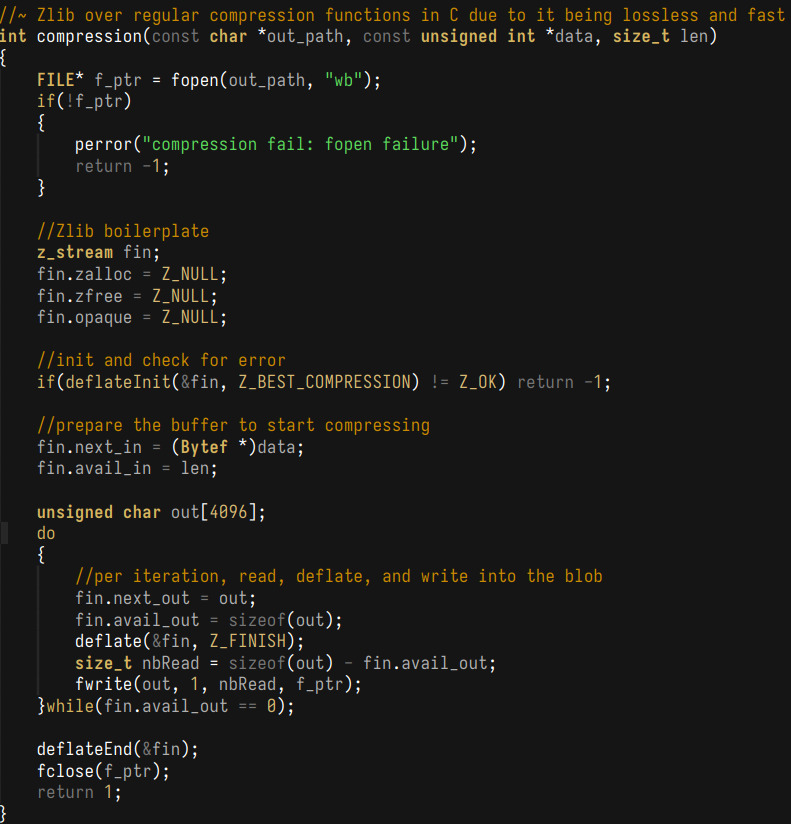 //~ Zlib over regular compression functions in C due to it being lossless and fast
int compression(const char *out_path, const unsigned int *data, size_t len)
{
    FILE* f_ptr = fopen(out_path, "wb");
    if(!f_ptr)
    {
        perror("compression fail: fopen failure");
        return -1;
    }

    //Zlib boilerplate
    z_stream fin;
    fin.zalloc = Z_NULL;
    fin.zfree = Z_NULL;
    fin.opaque = Z_NULL;

    //init and check for error
    if(deflateInit(&fin, Z_BEST_COMPRESSION) != Z_OK) return -1;

    //prepare the buffer to start compressing
    fin.next_in = (Bytef *)data;
    fin.avail_in = len;

    unsigned char out[4096];
    do
    {
        //per iteration, read, deflate, and write into the blob
        fin.next_out = out;
        fin.avail_out = sizeof(out);
        deflate(&fin, Z_FINISH);
        size_t nbRead = sizeof(out) - fin.avail_out;
        fwrite(out, 1, nbRead, f_ptr);
    }while(fin.avail_out == 0);

    deflateEnd(&fin);
    fclose(f_ptr);
    return 1;
}